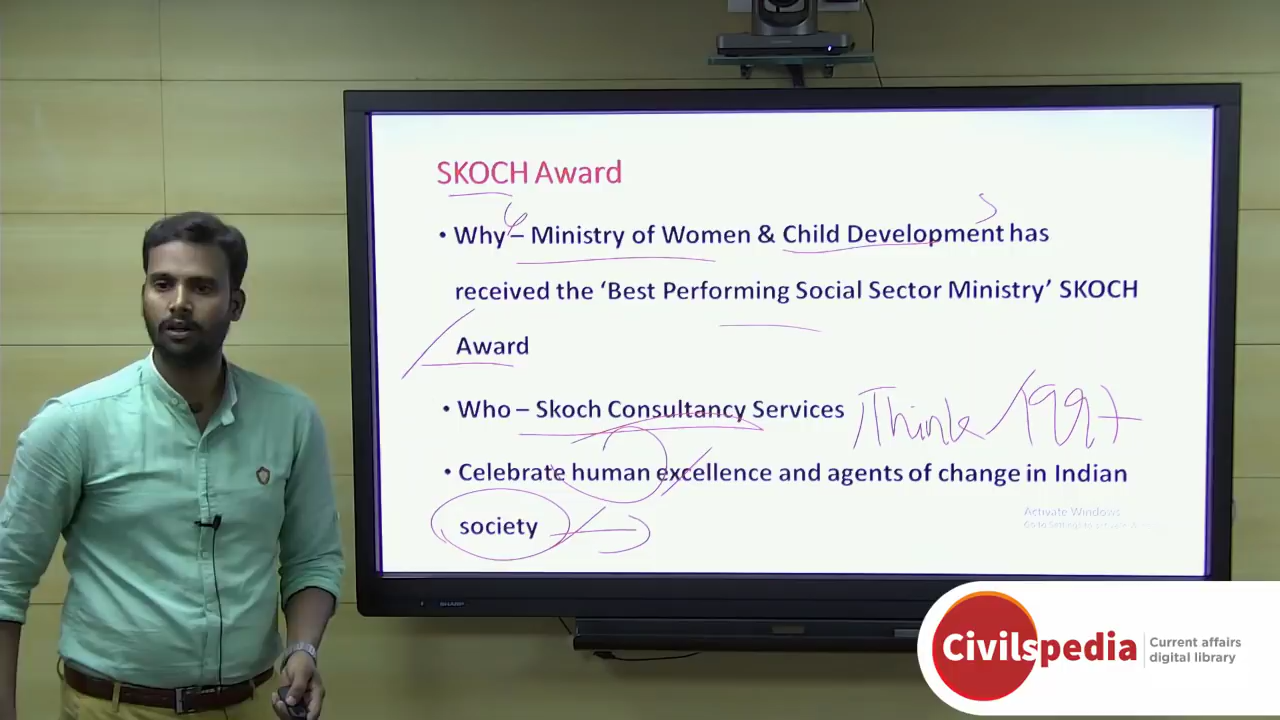 SKOCH Award
• Why – Ministry of Women & Child Development has
received the ‘Best Performing Social Sector Ministry’ SKOCH
Award
• Who – Skoch Consultancy Services
Think 1997
• Celebrate human excellence and agents of change in Indian
society
Activate Windows
SHARP
Civilspedia
Current affairs
digital library